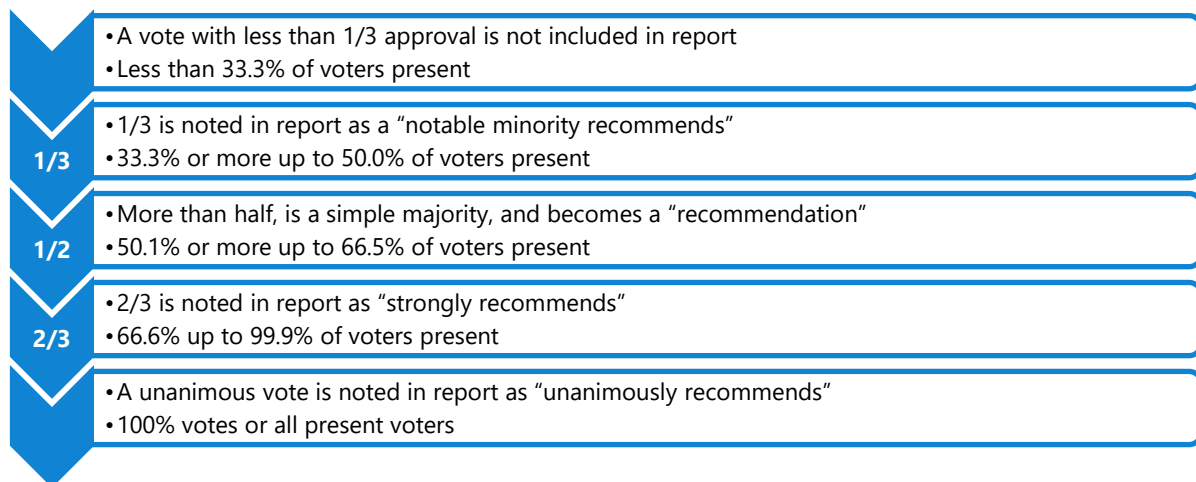 •A vote with less than 1/3 approval is not included in report
•Less than 33.3% of voters present
1/3
•1/3 is noted in report as a “notable minority recommends”
•33.3% or more up to 50.0% of voters present
1/2
•More than half, is a simple majority, and becomes a “recommendation”
•50.1% or more up to 66.5% of voters present
2/3
•2/3 is noted in report as “strongly recommends”
•66.6% up to 99.9% of voters present
•A unanimous vote is noted in report as “unanimously recommends”
•100% votes or all present voters